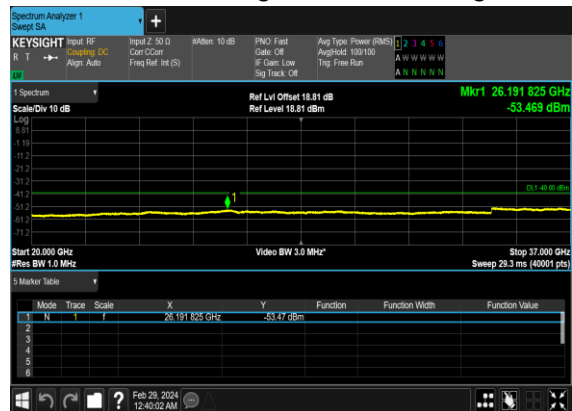 Spectrum Analyzer 1
Swept SA
+
KEYSIGHT Input: RF Input Z: 50 Ω #Atten: 10 dB PNO: Fast Avg Type: Power (RMS) 1 2 3 4 5 6
R T Coupling: DC Corr CCorr Gate: Off Avg|Hold: 100/100 A W W W W W
Align: Auto Freq Ref: Int (S) IF Gain: Low Trig: Free Run
Sig Track: Off A N N N N N
1 Spectrum Ref Lvl Offset 18.81 dB Mkr1 26.191 825 GHz
Scale/Div 10 dB Ref Level 18.81 dBm -53.469 dBm
Log
8.81
-1.19
-11.2
-21.2
-31.2
DL1 -40.00 dBm
-41.2
1
-51.2
-61.2
-71.2
Start 20.000 GHz Video BW 3.0 MHz* Stop 37.000 GHz
#Res BW 1.0 MHz Sweep 29.3 ms (40001 pts)
5 Marker Table
Mode Trace Scale X Y Function Function Width Function Value
1 N 1 f 26.191 825 GHz -53.47 dBm
2
3
4
5
6
? Feb 29, 2024
12:40:02 AM